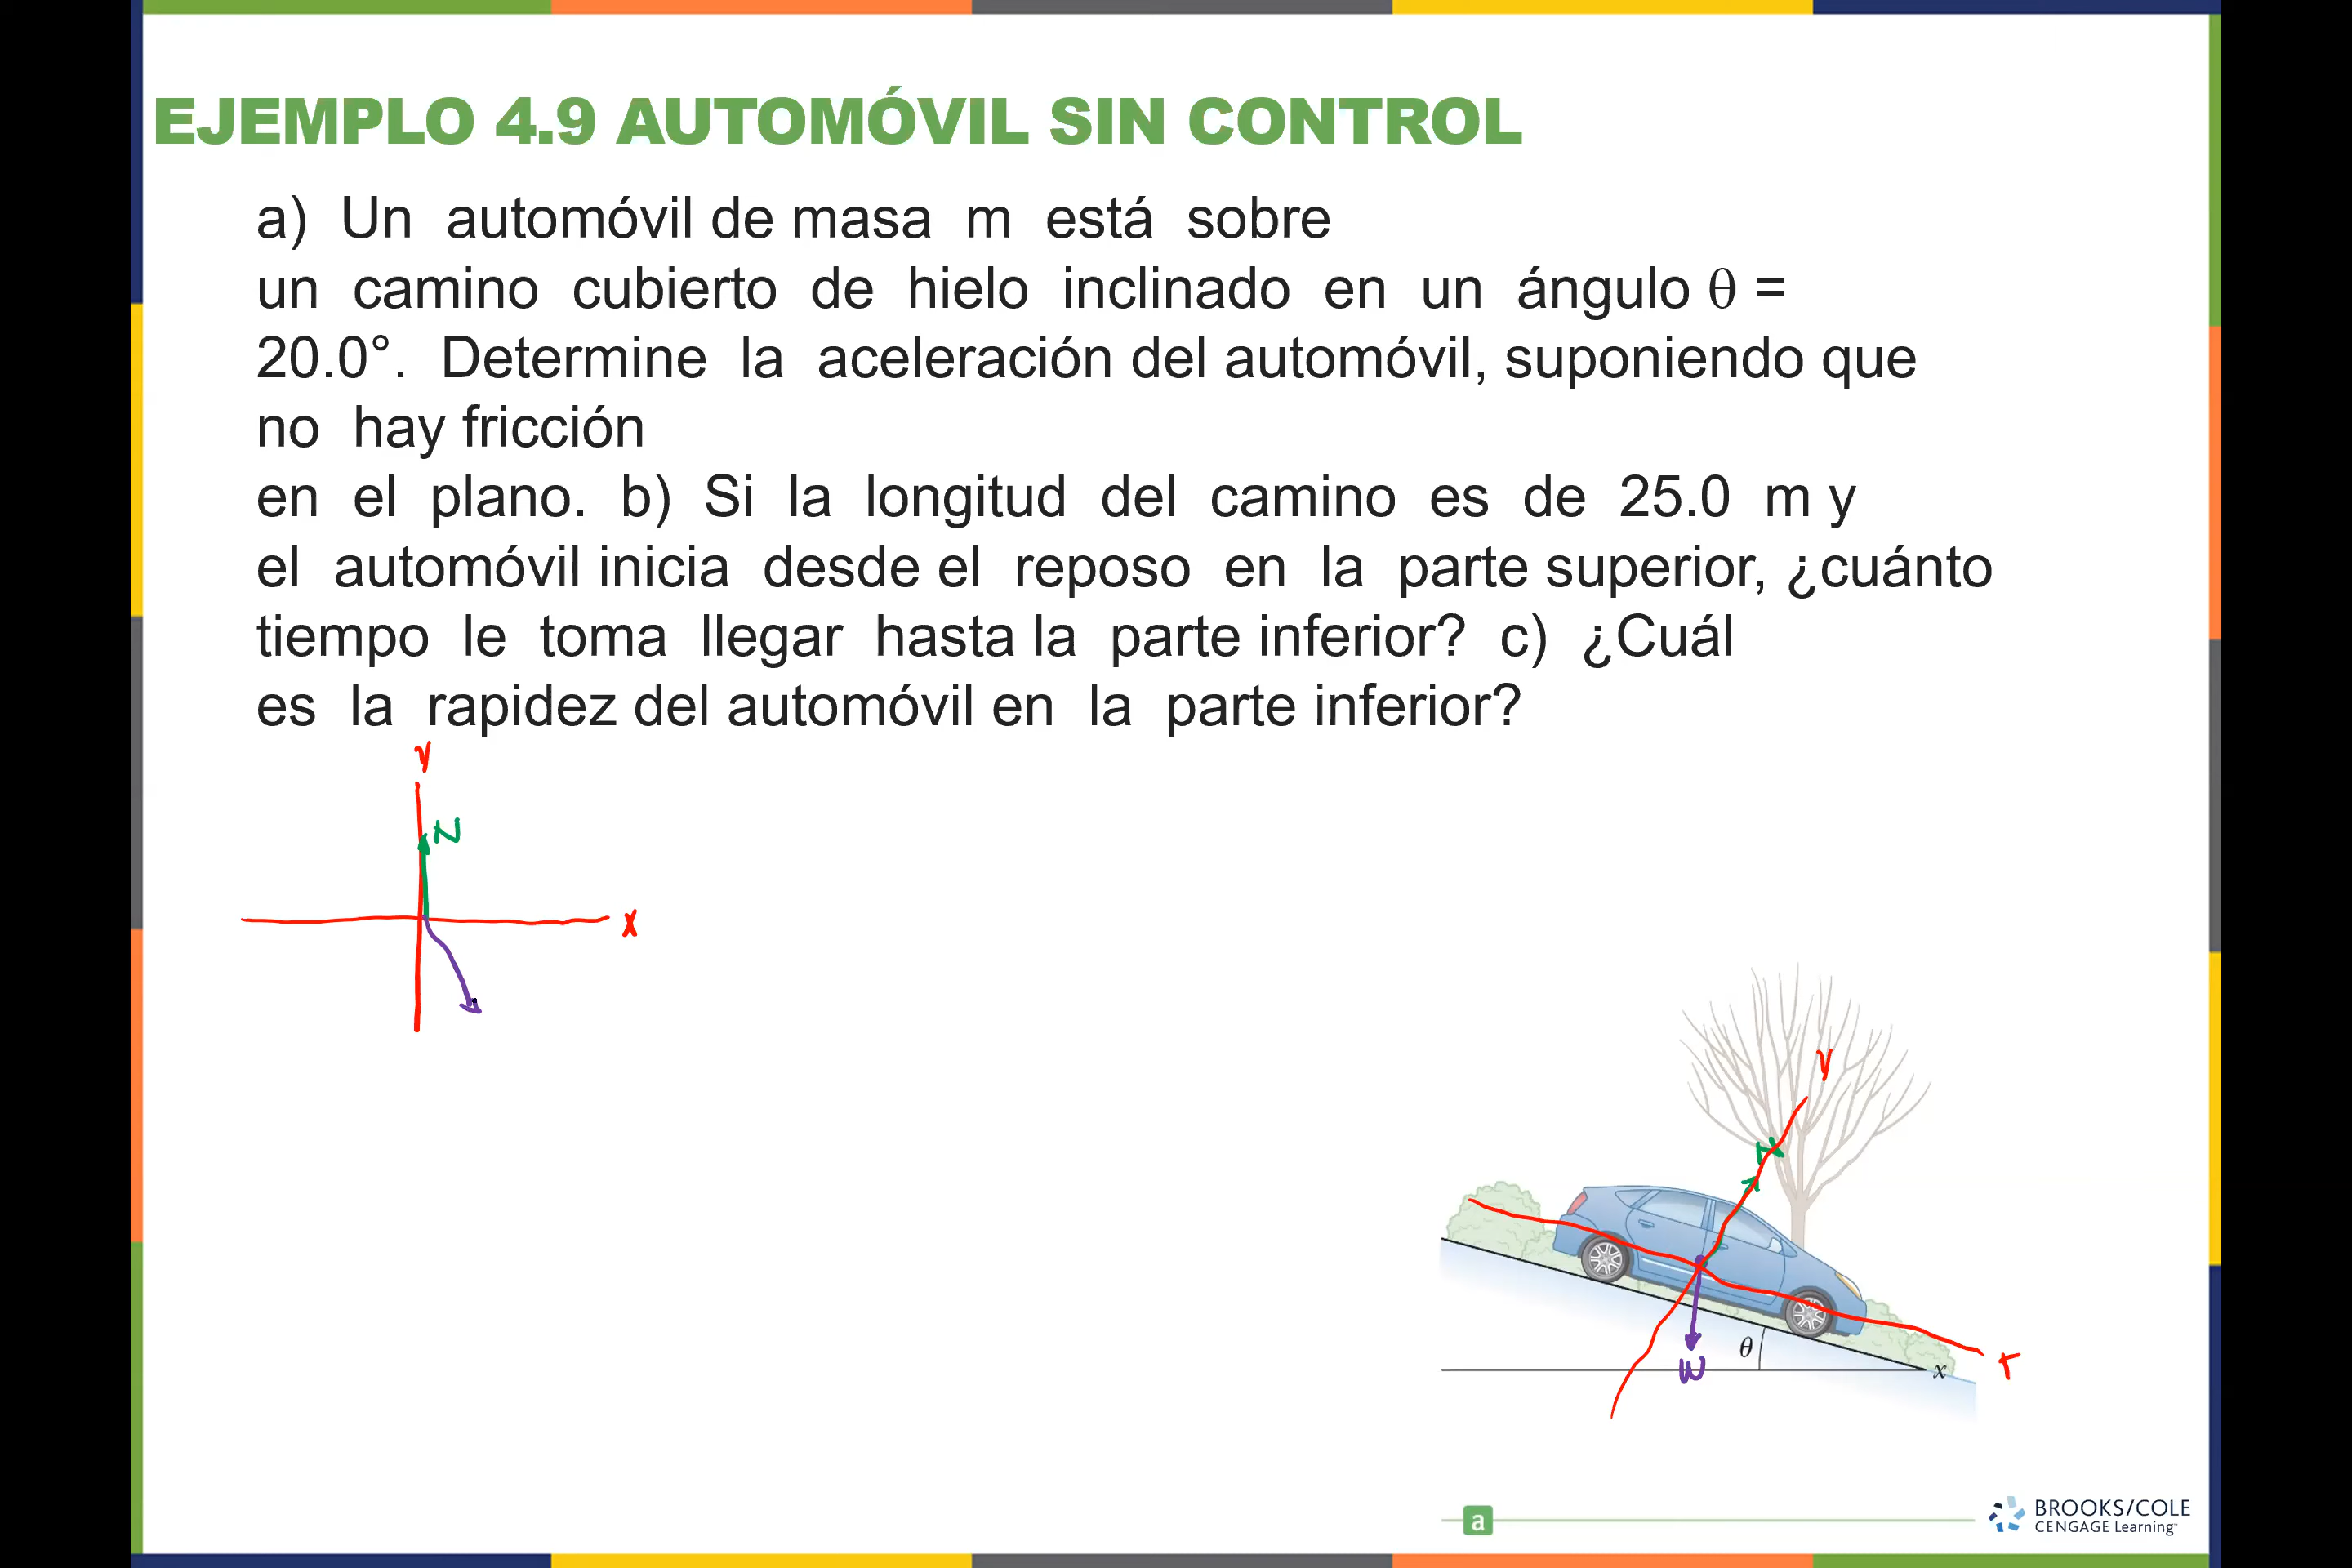 EJEMPLO 4.9 AUTOMÓVIL SIN CONTROL
a) Un automóvil de masa m está sobre
un camino cubierto de hielo inclinado en un ángulo θ =
20.0°. Determine la aceleración del automóvil, suponiendo que
no hay fricción
en el plano. b) Si la longitud del camino es de 25.0 m y
el automóvil inicia desde el reposo en la parte superior, ¿cuánto
tiempo le toma llegar hasta la parte inferior? c) ¿Cuál
es la rapidez del automóvil en la parte inferior?
y
N
x
y
N
θ
w
x
a
BROOKS/COLE
CENGAGE Learning™